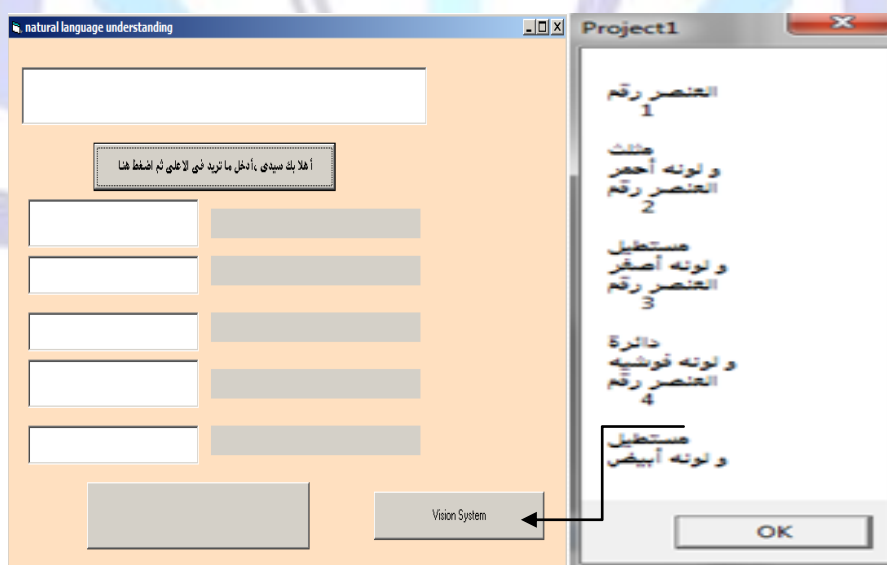 natural language understanding
أهلا بك سيدى ،أدخل ما تريد فى الاعلى ثم اضغط هنا
Vision System
Project1
العنصر رقم
1
مثلث
و لونه أحمر
العنصر رقم
2
مستطيل
و لونه أصفر
العنصر رقم
3
دائرة
و لونه فوشيه
العنصر رقم
4
مستطيل
و لونه أبيض
OK